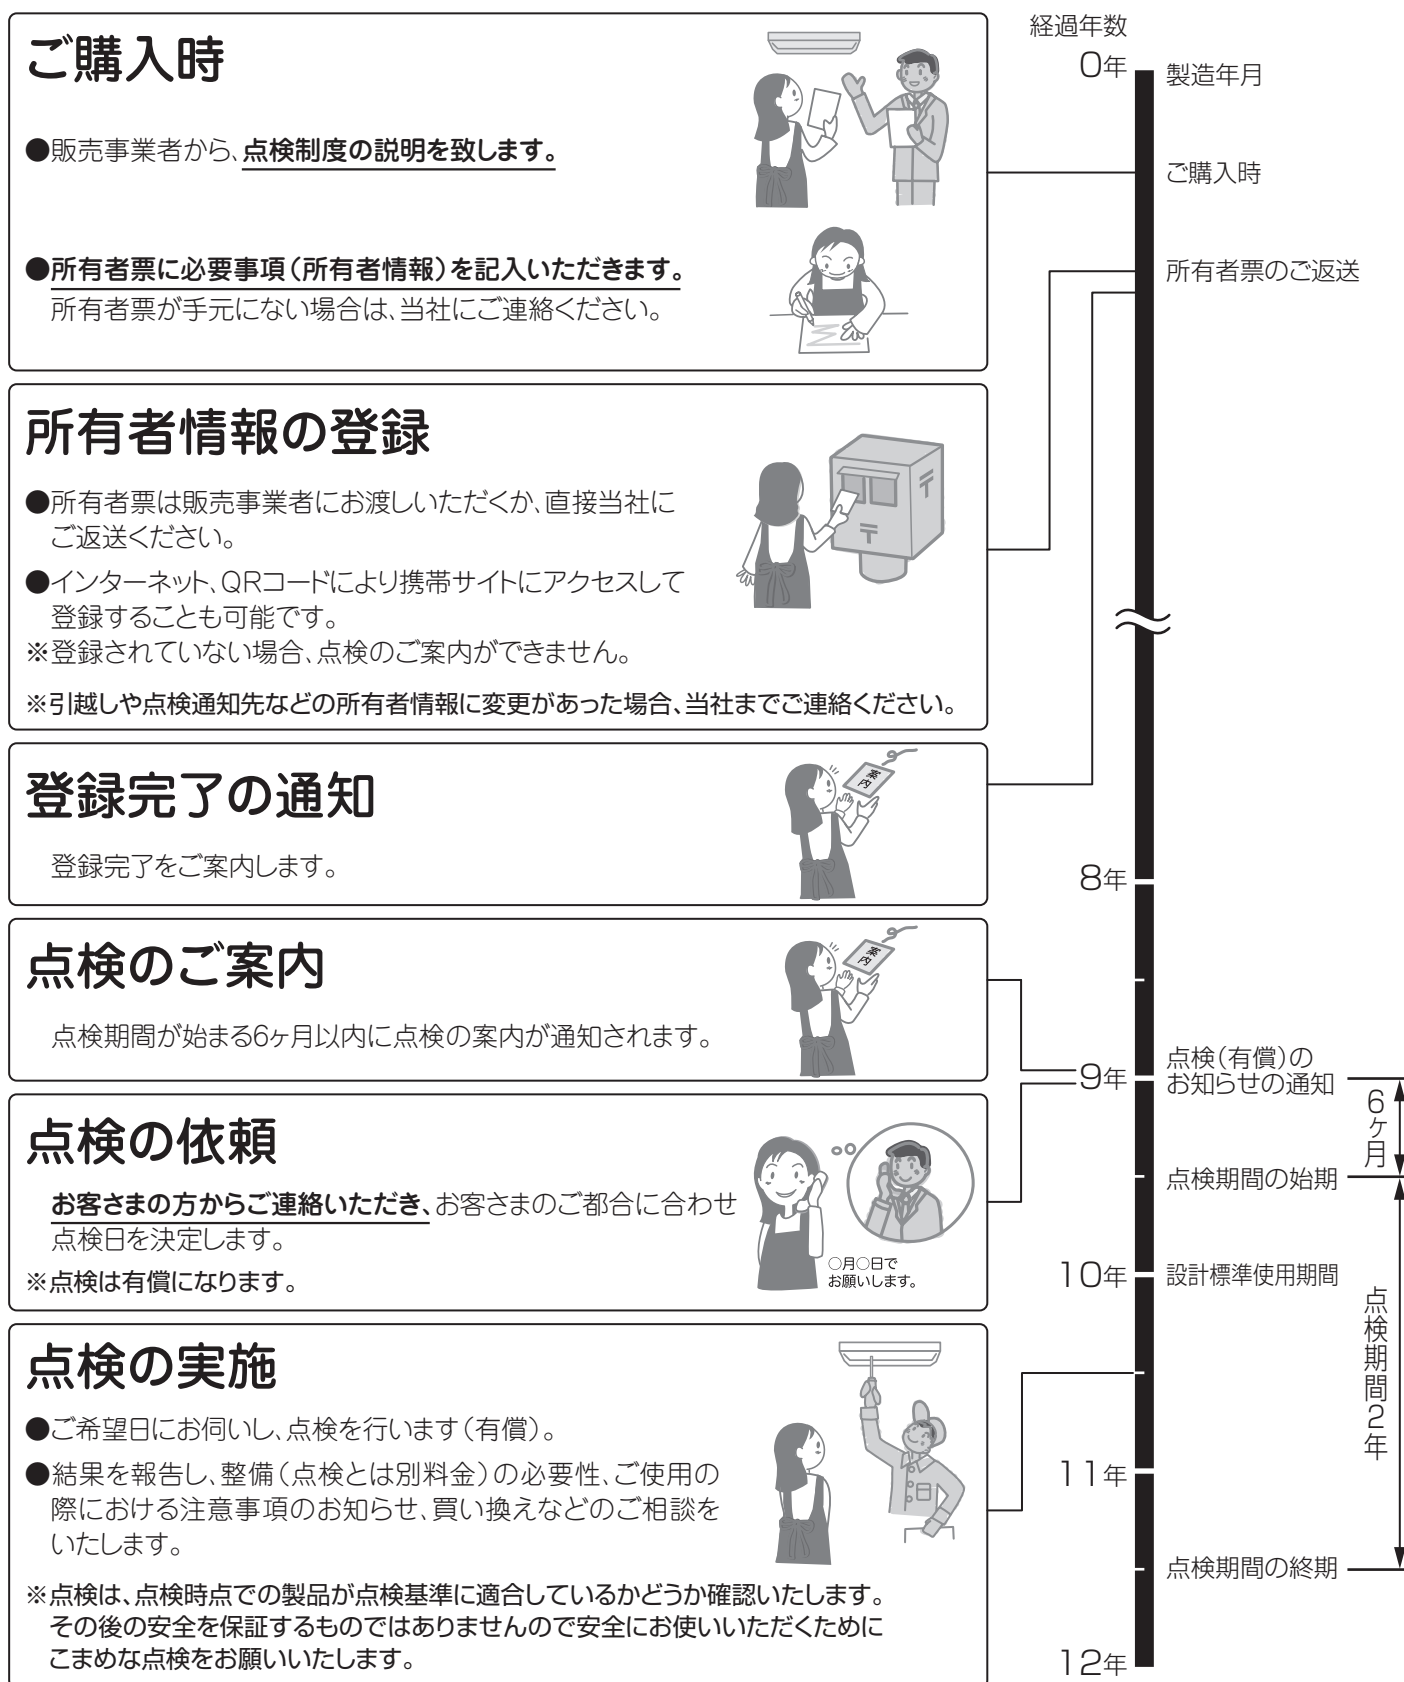 ご購入時
●販売事業者から、点検制度の説明を致します。
●所有者票に必要事項(所有者情報)を記入いただきます。
所有者票が手元にない場合は、当社にご連絡ください。
所有者情報の登録
●所有者票は販売事業者にお渡しいただくか、直接当社に
ご返送ください。
●インターネット、QRコードにより携帯サイトにアクセスして
登録することも可能です。
※登録されていない場合、点検のご案内ができません。
※引越しや点検通知先などの所有者情報に変更があった場合、当社までご連絡ください。
登録完了の通知
案内
登録完了をご案内します。
点検のご案内
案内
点検期間が始まる6ヶ月以内に点検の案内が通知されます。
点検の依頼
お客さまの方からご連絡いただき、お客さまのご都合に合わせ
点検日を決定します。
※点検は有償になります。
○月○日で
お願いします。
点検の実施
●ご希望日にお伺いし、点検を行います(有償)。
●結果を報告し、整備(点検とは別料金)の必要性、ご使用の
際における注意事項のお知らせ、買い換えなどのご相談を
いたします。
※点検は、点検時点での製品が点検基準に適合しているかどうか確認いたします。
その後の安全を保証するものではありませんので安全にお使いいただくために
こまめな点検をお願いいたします。
経過年数
0年
製造年月
ご購入時
所有者票のご返送
8年
9年
点検(有償)の
お知らせの通知
6ヶ月
点検期間の始期
10年
設計標準使用期間
点検期間2年
11年
点検期間の終期
12年